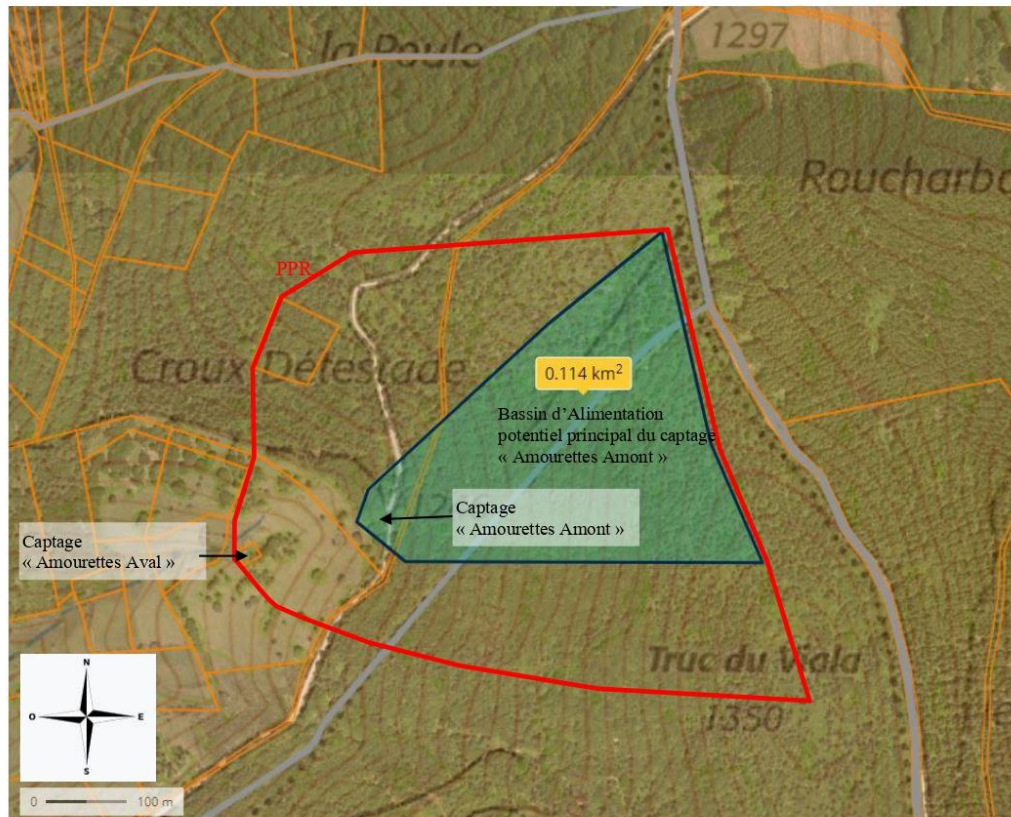 la Poule
1297
Roucharbo
PPR
Croux Détestade
0.114 km²
Bassin d’Alimentation
potentiel principal du captage
« Amourettes Amont »
Captage
« Amourettes Amont »
Captage
« Amourettes Aval »
Truc du Viala
1350
N
O
E
S
0
100 m